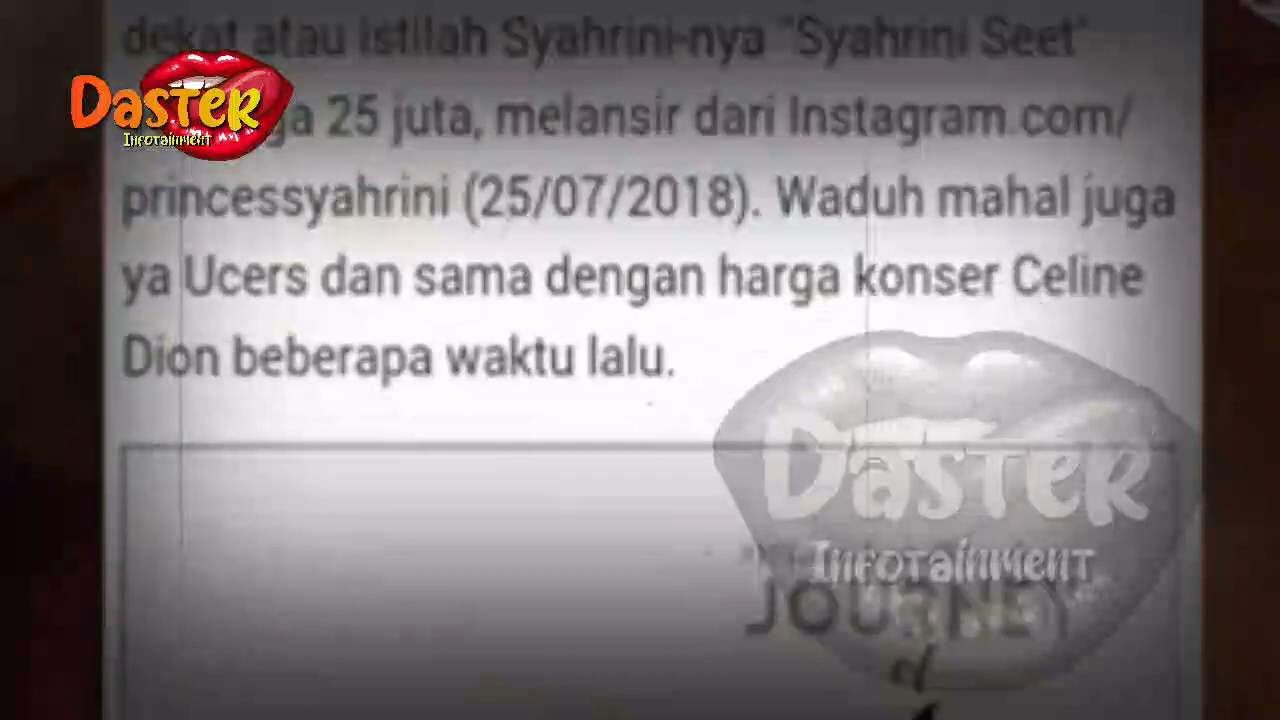 dekat atau istilah Syahrini-nya "Syahrini Seet"
DASTER
INFOTAINMENT
25 juta, melansir dari Instagram.com/
princessyahrini (25/07/2018). Waduh mahal juga
ya Ucers dan sama dengan harga konser Celine
Dion beberapa waktu lalu.
DASTER
INFOTAINMENT
JOURNEY
of